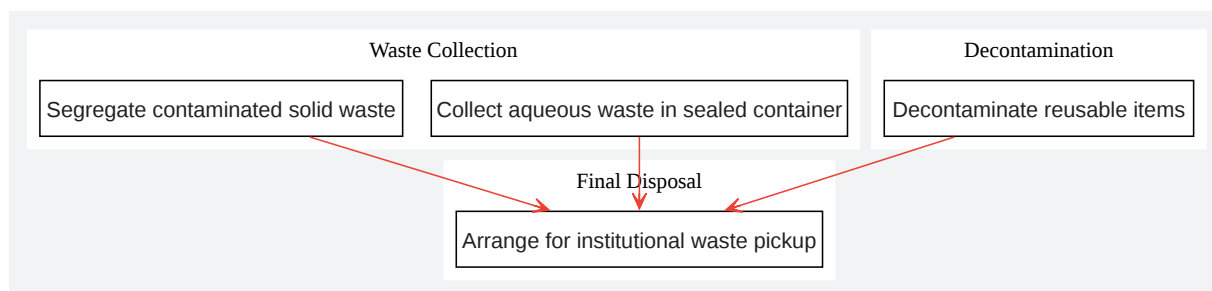 Waste Collection
Decontamination
Segregate contaminated solid waste
Collect aqueous waste in sealed container
Decontaminate reusable items
Final Disposal
Arrange for institutional waste pickup